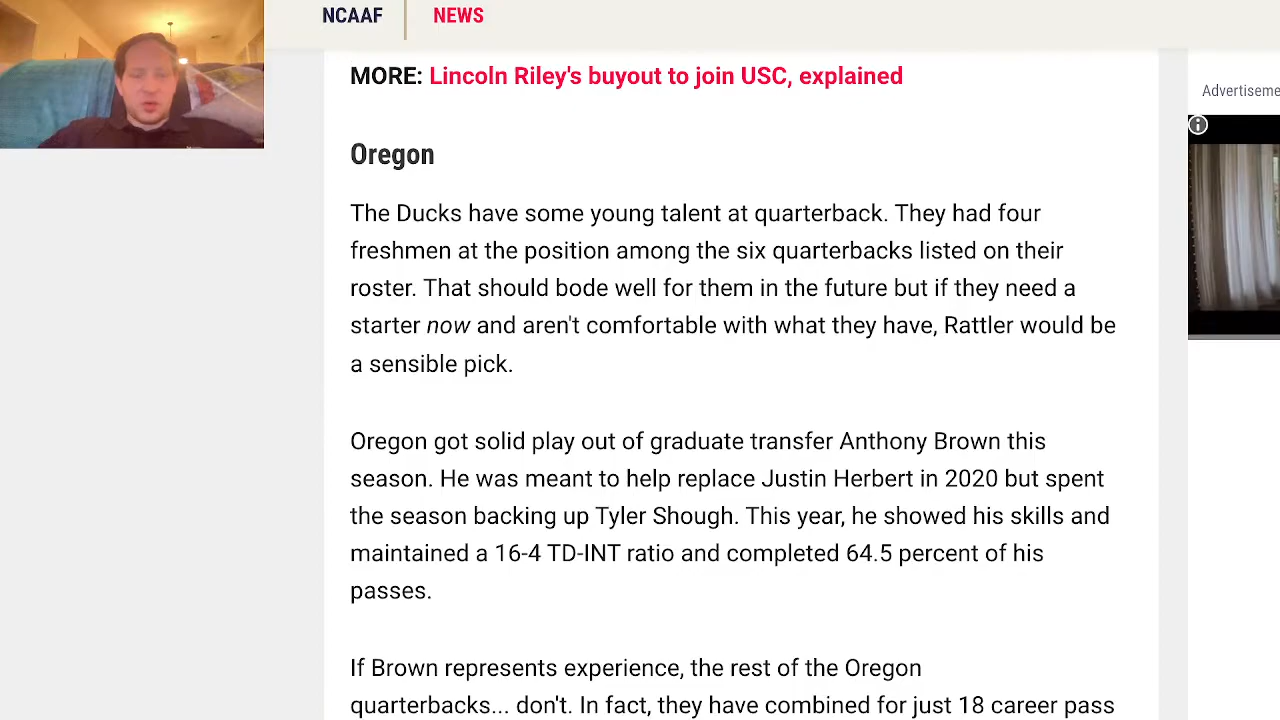 NCAAF
NEWS
MORE: Lincoln Riley's buyout to join USC, explained
Advertiseme
Oregon
The Ducks have some young talent at quarterback. They had four
freshmen at the position among the six quarterbacks listed on their
roster. That should bode well for them in the future but if they need a
starter now and aren't comfortable with what they have, Rattler would be
a sensible pick.
Oregon got solid play out of graduate transfer Anthony Brown this
season. He was meant to help replace Justin Herbert in 2020 but spent
the season backing up Tyler Shough. This year, he showed his skills and
maintained a 16-4 TD-INT ratio and completed 64.5 percent of his
passes.
If Brown represents experience, the rest of the Oregon
quarterbacks... don't. In fact, they have combined for just 18 career pass